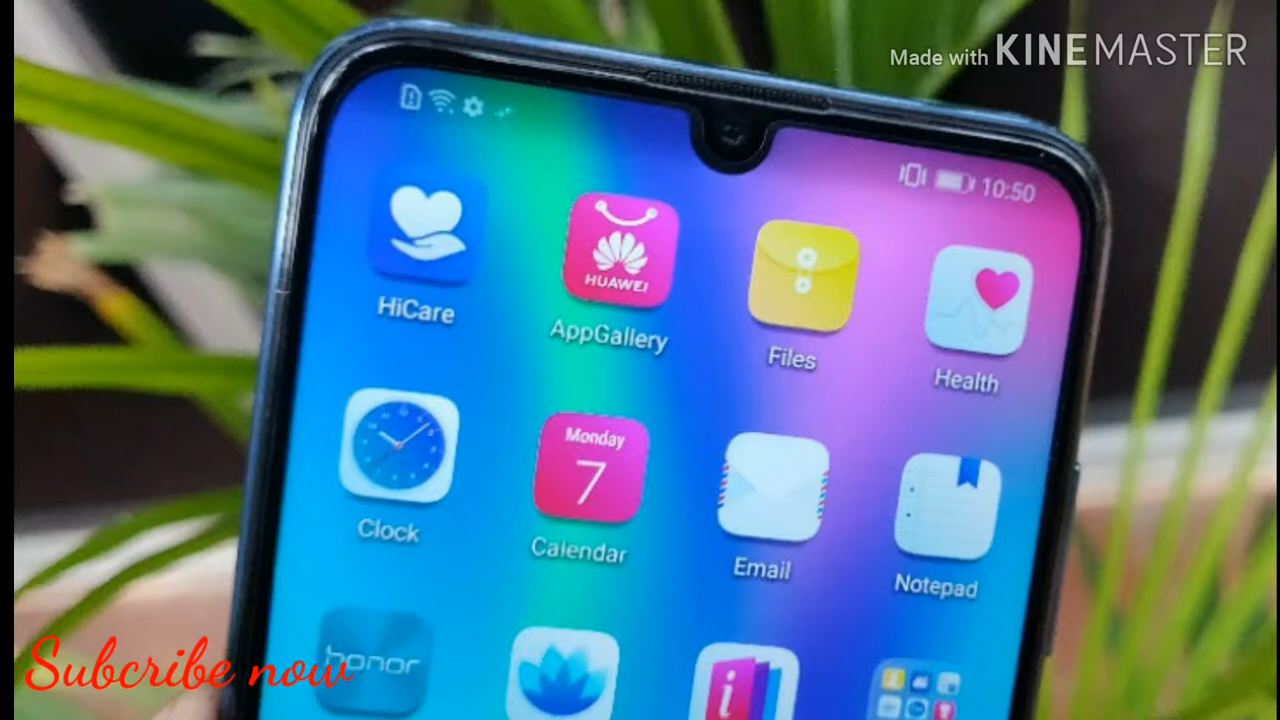 Made with KINEMASTER
10:50
HiCare
HUAWEI
AppGallery
Files
Health
Clock
Monday
7
Calendar
Email
Notepad
honor
i
Subcribe now